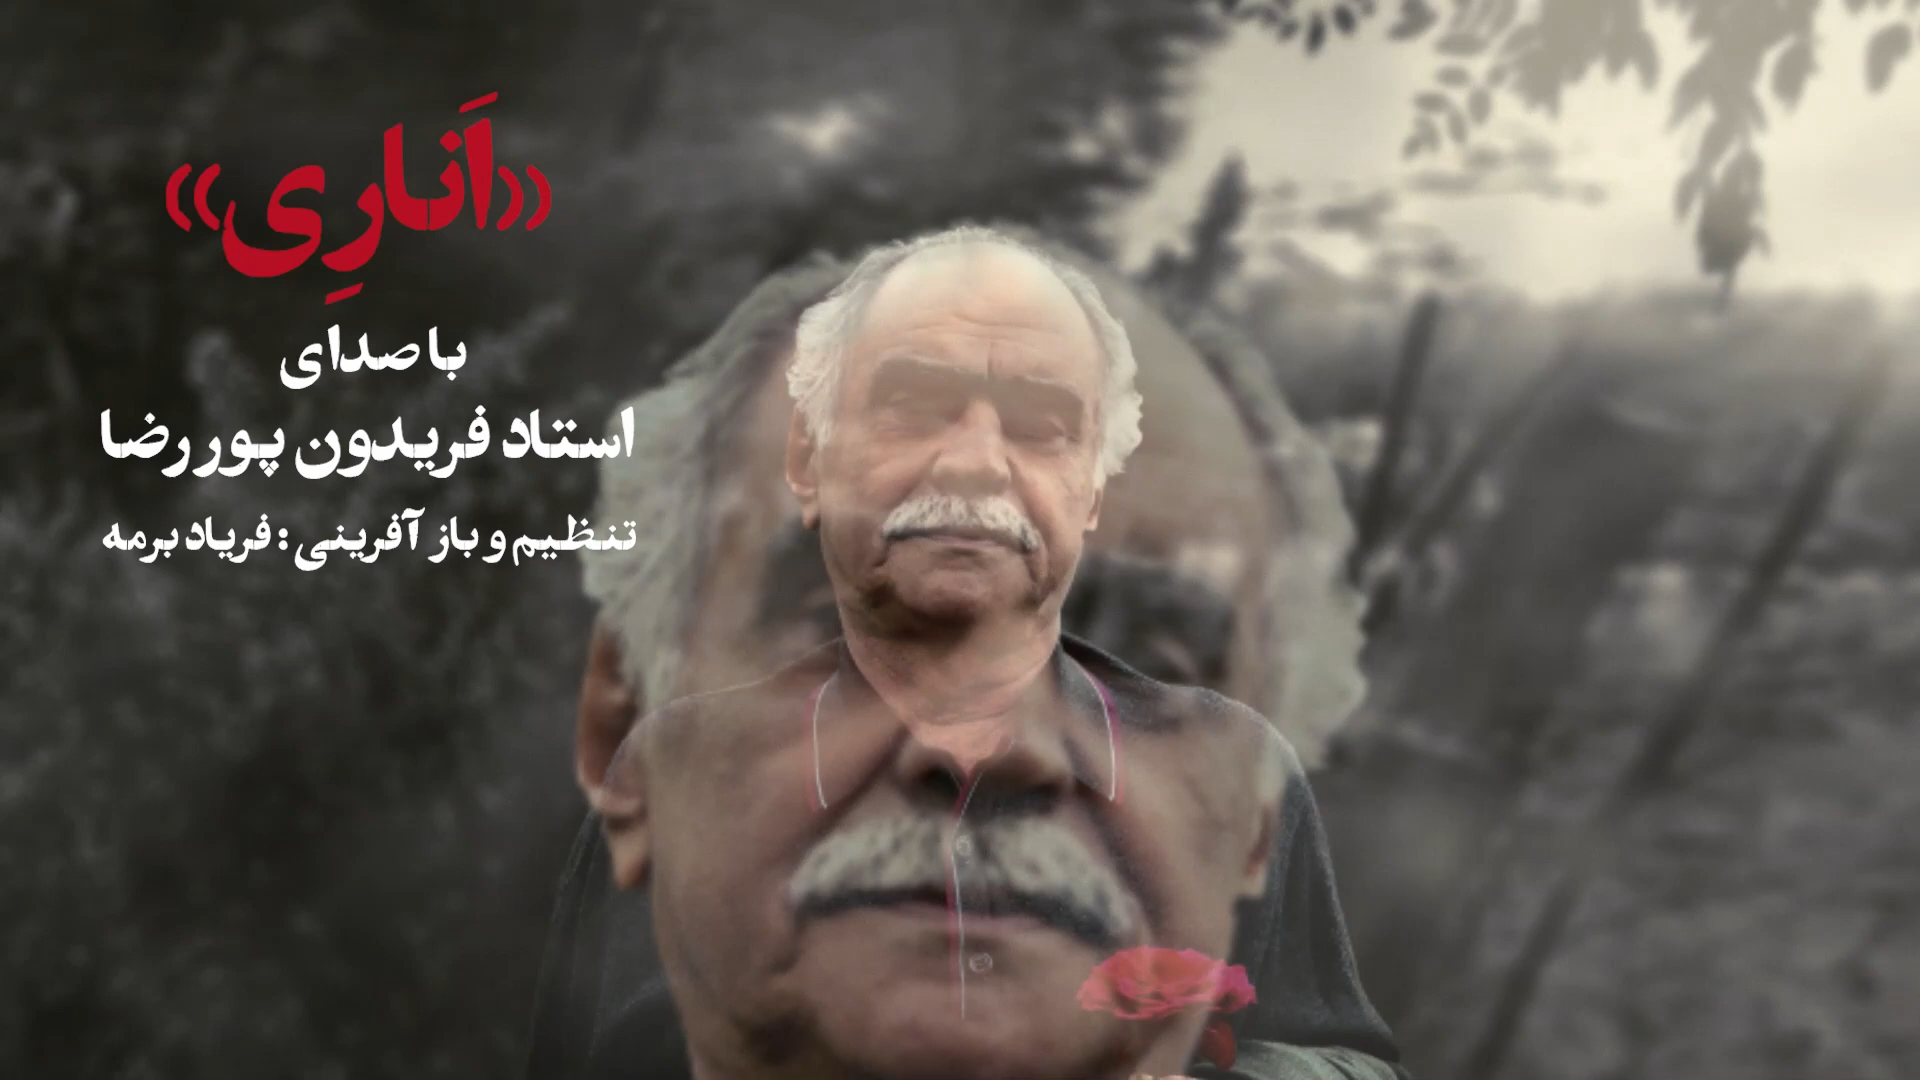 «اَنارِی»
با صدای
استاد فریدون پوررضا
تنظیم و باز آفرینی : فریاد برمه